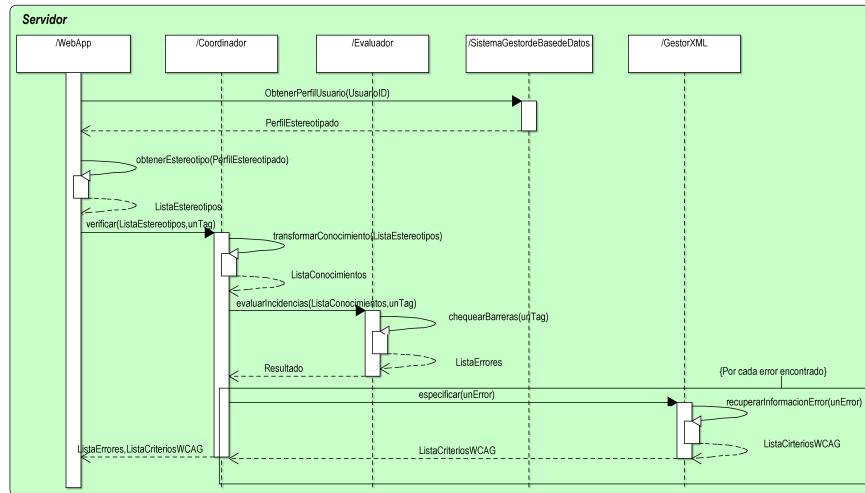 Servidor
/WebApp
/Coordinador
/Evaluador
/SistemaGestordeBasedeDatos
/GestorXML
ObtenerPerfilUsuario(UsuarioID)
PerfilEstereotipado
obtenerEstereotipo(PerfilEstereotipado)
ListaEstereotipos
verificar(ListaEstereotipos,unTag)
transformarConocimiento(ListaEstereotipos)
ListaConocimientos
evaluarIncidencias(ListaConocimientos,unTag)
chequearBarreras(unTag)
ListaErrores
Resultado
{Por cada error encontrado}
especificar(unError)
recuperarInformacionError(unError)
ListaCirteriosWCAG
ListaErrores,ListaCriteriosWCAG
ListaCriteriosWCAG